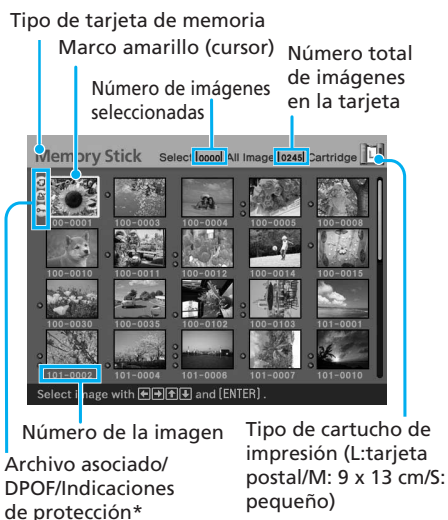 Tipo de tarjeta de memoria
Marco amarillo (cursor)
Número total
de imágenes
en la tarjeta
Número de imágenes
seleccionadas
Memory Stick Select 0000 All Image 0245 Cartridge L
100-0001 100-0003 100-0004 100-0005 100-0008
100-0010 100-0011 100-0012 100-0014 100-0015
100-0030 100-0035 100-0102 100-0103 101-0001
101-0002 101-0004 101-0006 101-0007 101-0010
Select image with ←→↑↓ and [ENTER].
Número de la imagen
Archivo asociado/
DPOF/Indicaciones
de protección*
Tipo de cartucho de
impresión (L:tarjeta
postal/M: 9 x 13 cm/S:
pequeño)